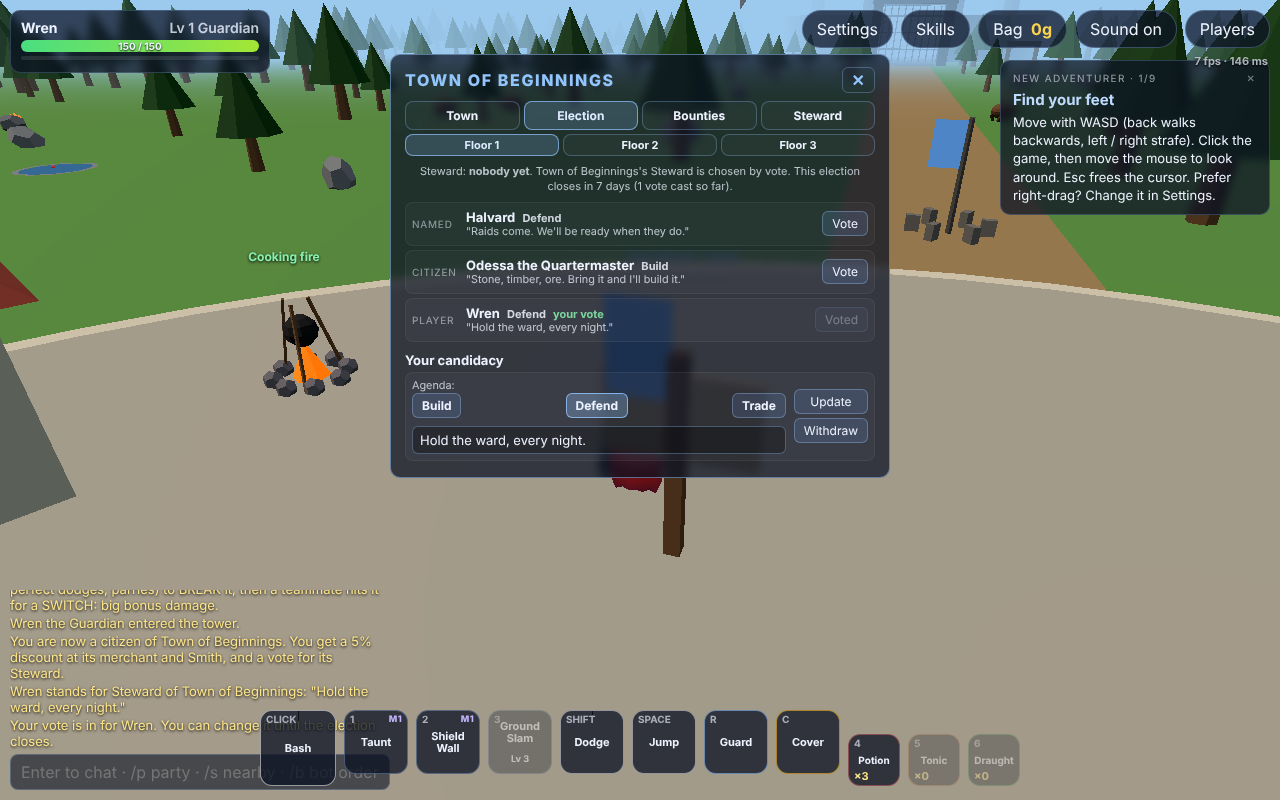 Wren Lv 1 Guardian
150 / 150
Settings Skills Bag 0g Sound on Players
7 fps · 146 ms
NEW ADVENTURER · 1/9 ×
Find your feet
Move with WASD (back walks
backwards, left / right strafe). Click the
game, then move the mouse to look
around. Esc frees the cursor. Prefer
right-drag? Change it in Settings.
TOWN OF BEGINNINGS ✕
Town Election Bounties Steward
Floor 1 Floor 2 Floor 3
Steward: nobody yet. Town of Beginnings's Steward is chosen by vote. This election
closes in 7 days (1 vote cast so far).
NAMED Halvard Defend Vote
"Raids come. We'll be ready when they do."
CITIZEN Odessa the Quartermaster Build Vote
"Stone, timber, ore. Bring it and I'll build it."
PLAYER Wren Defend your vote Voted
"Hold the ward, every night."
Your candidacy
Agenda:
Build Defend Trade Update
Hold the ward, every night. Withdraw
Cooking fire
perfect dodges, parries) to BREAK it, then a teammate hits it
for a SWITCH: big bonus damage.
Wren the Guardian entered the tower.
You are now a citizen of Town of Beginnings. You get a 5%
discount at its merchant and Smith, and a vote for its
Steward.
Wren stands for Steward of Town of Beginnings: "Hold the
ward, every night."
Your vote is in for Wren. You can change it until the election
closes.
Enter to chat · /p party · /s nearby · /b bot order
CLICK Bash
1 M1 Taunt
2 M1 Shield Wall
3 Ground Slam Lv 3
SHIFT Dodge
SPACE Jump
R Guard
C Cover
4 Potion ×3
5 Tonic ×0
6 Draught ×0